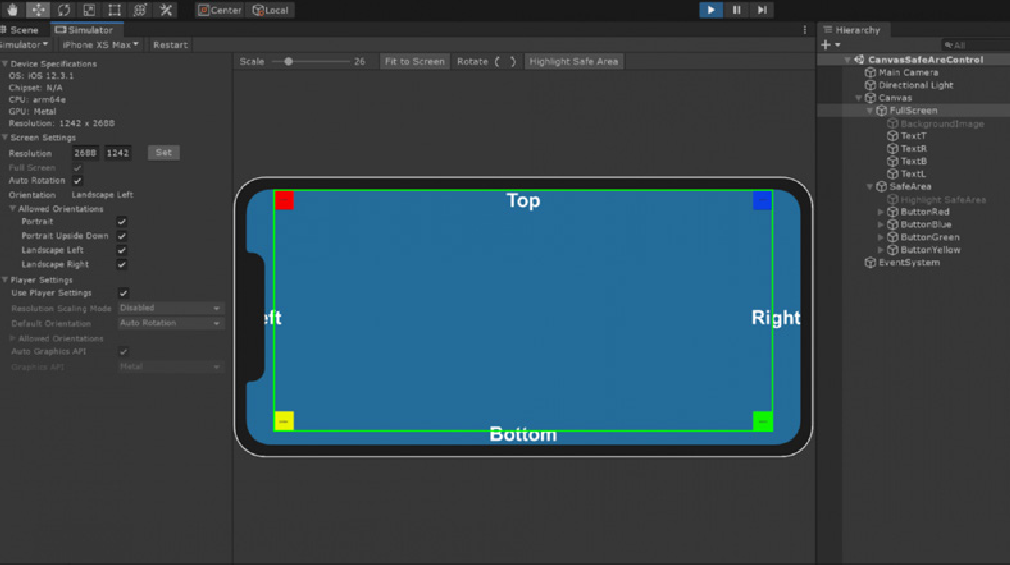 Center Local
Scene Simulator
Simulator iPhone XS Max Restart
Scale 26 Fit to Screen Rotate Highlight Safe Area
Device Specifications
OS: iOS 12.3.1
Chipset: N/A
CPU: arm64e
GPU: Metal
Resolution: 1242 x 2688
Screen Settings
Resolution 2688 1242 Set
Full Screen
Auto Rotation
Orientation Landscape Left
Allowed Orientations
Portrait
Portrait Upside Down
Landscape Left
Landscape Right
Player Settings
Use Player Settings
Resolution Scaling Mode Disabled
Default Orientation Auto Rotation
Allowed Orientations
Auto Graphics API
Graphics API Metal
Top
eft
Right
Bottom
Hierarchy
All
CanvasSafeAreControl
Main Camera
Directional Light
Canvas
FullScreen
BackgroundImage
TextT
TextR
TextB
TextL
SafeArea
Highlight SafeArea
ButtonRed
ButtonBlue
ButtonGreen
ButtonYellow
EventSystem